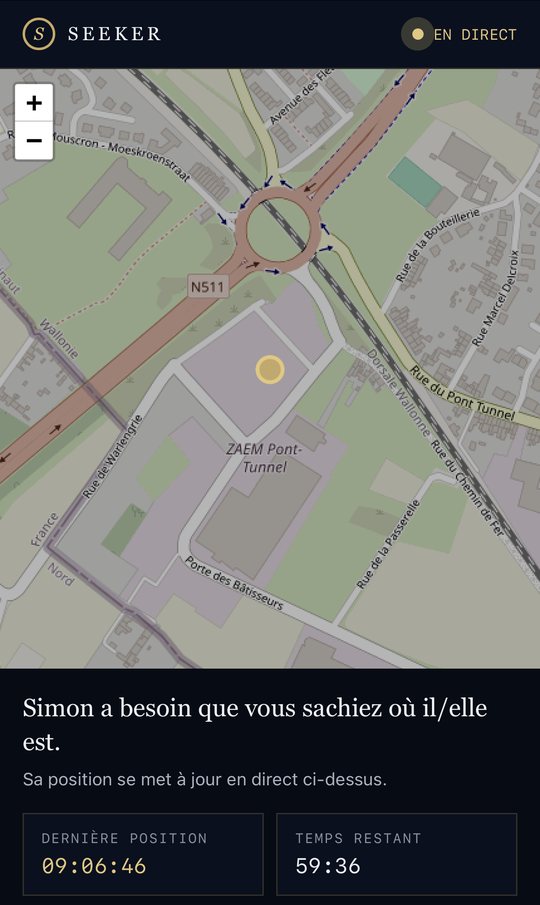 S SEEKER
EN DIRECT
+
−
Avenue des Fle
Mouscron - Moeskroenstraat
Rue de la Bouteillerie
Rue Marcel Delcroix
N511
Wallonie
Dorsale Wallonne
Rue du Pont Tunnel
Rue de Wariengrie
ZAEM Pont-
Tunnel
Rue du Chemin de Fer
France
Nord
Rue de la Passerelle
Porte des Bâtisseurs
Simon a besoin que vous sachiez où il/elle
est.
Sa position se met à jour en direct ci-dessus.
DERNIÈRE POSITION
TEMPS RESTANT
09:06:46
59:36